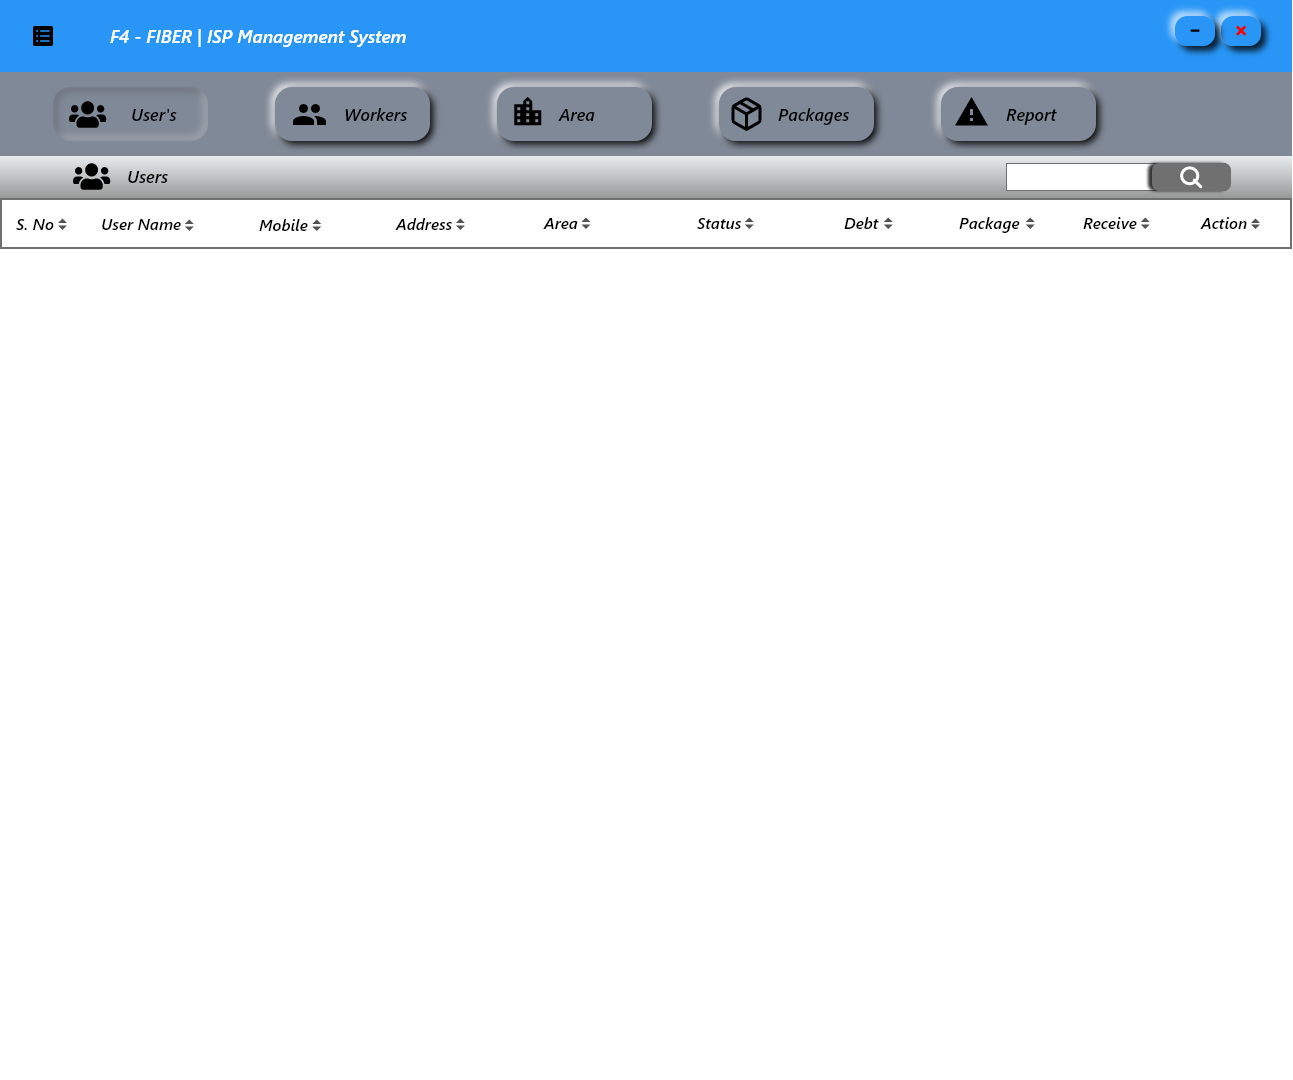 F4 - FIBER | ISP Management System
User's Workers Area Packages Report
Users
S. No User Name Mobile Address Area Status Debt Package Receive Action